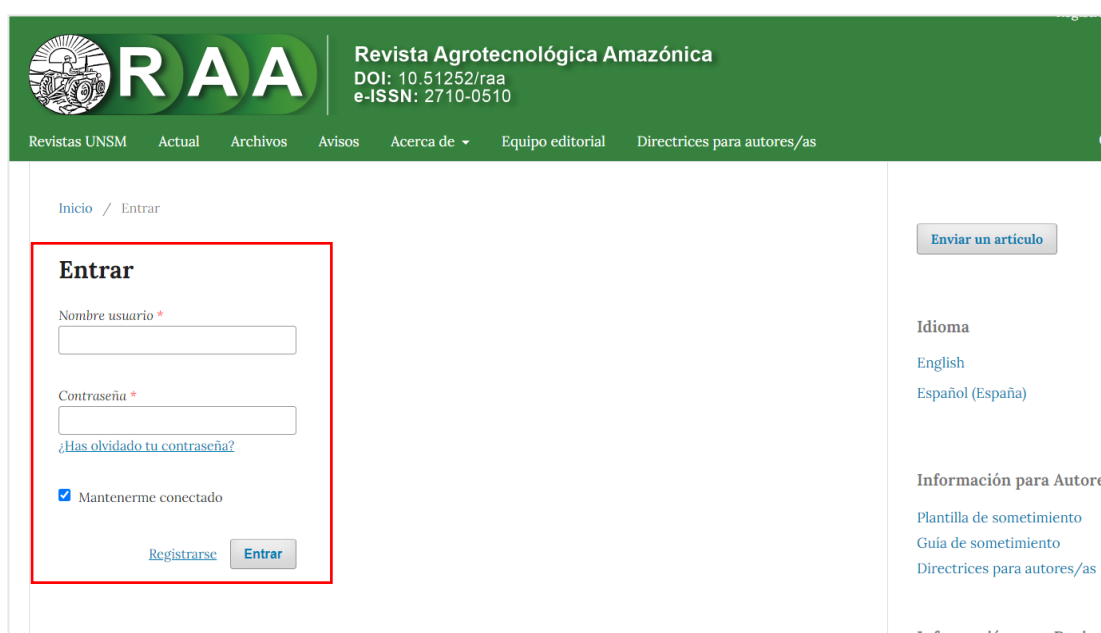 RAA
Revista Agrotecnológica Amazónica
DOI: 10.51252/raa
e-ISSN: 2710-0510
Revistas UNSM Actual Archivos Avisos Acerca de Equipo editorial Directrices para autores/as
Inicio / Entrar
Entrar
Nombre usuario *
Contraseña *
¿Has olvidado tu contraseña?
Mantenerme conectado
Registrarse Entrar
Enviar un artículo
Idioma
English
Español (España)
Información para Autore
Plantilla de sometimiento
Guía de sometimiento
Directrices para autores/as